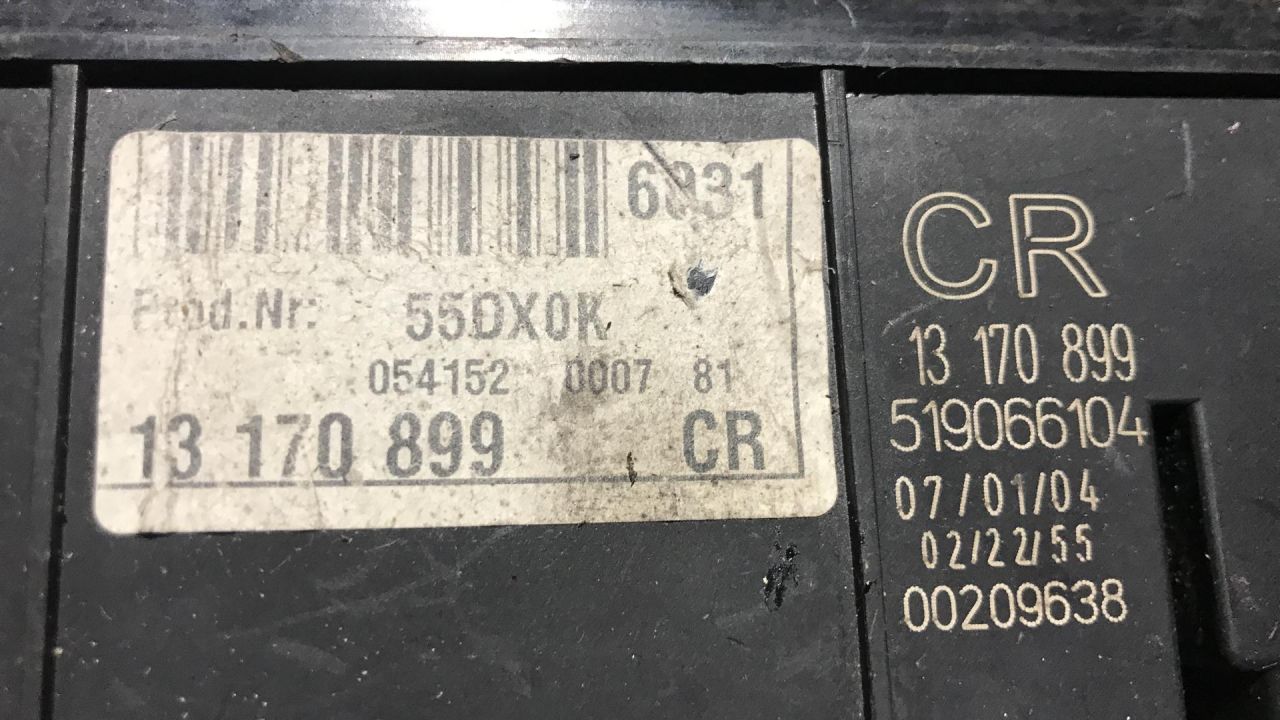 6831
Prod.Nr: 55DX0K
054152 0007 81
13 170 899 CR
CR
13 170 899
519066104
07/01/04
02/22/55
00209638